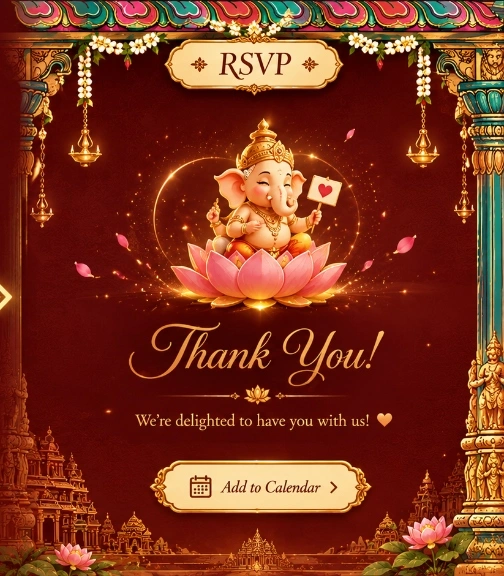 RSVP
Thank You!
We're delighted to have you with us! 🧡
Add to Calendar >